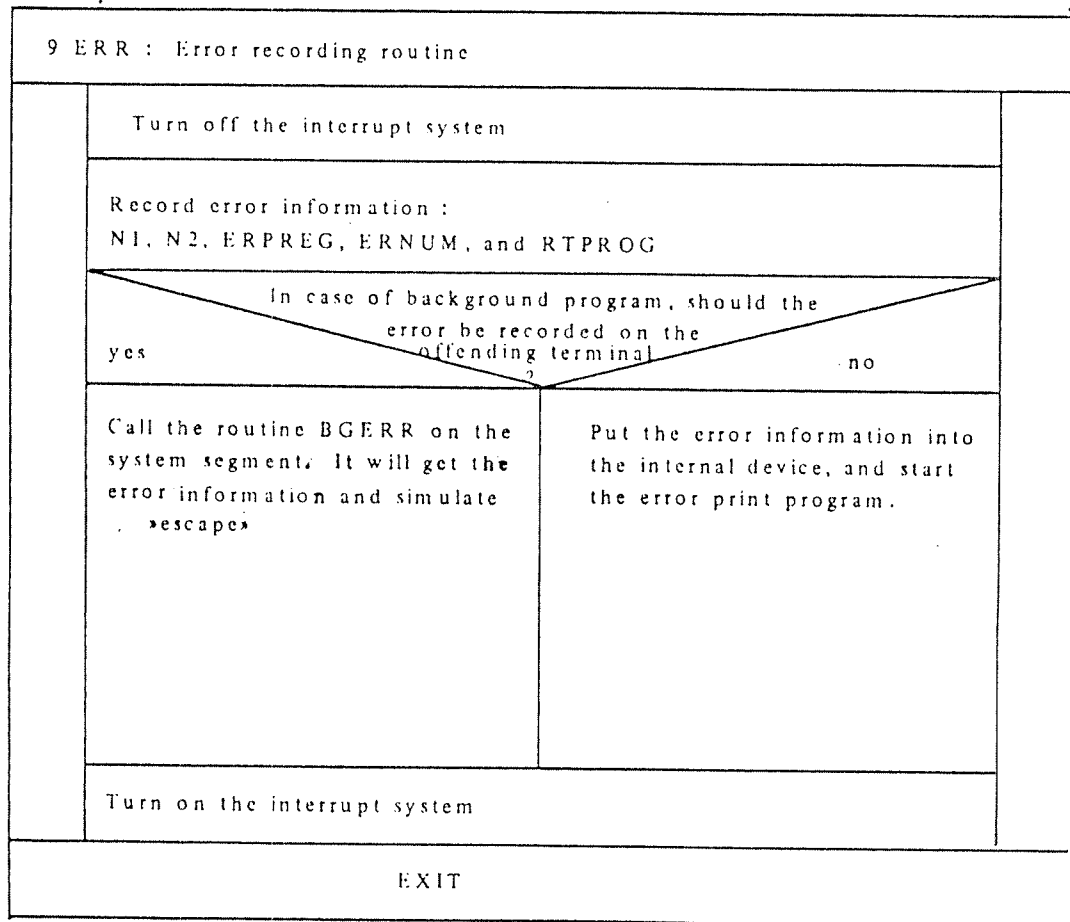 9 ERR : Error recording routine
Turn off the interrupt system
Record error information :
N1, N2, ERPREG, ERNUM, and RTPROG
In case of background program, should the
error be recorded on the
offending terminal
?
yes
no
Call the routine BGERR on the
system segment. It will get the
error information and simulate
»escape»
Put the error information into
the internal device, and start
the error print program.
Turn on the interrupt system
EXIT